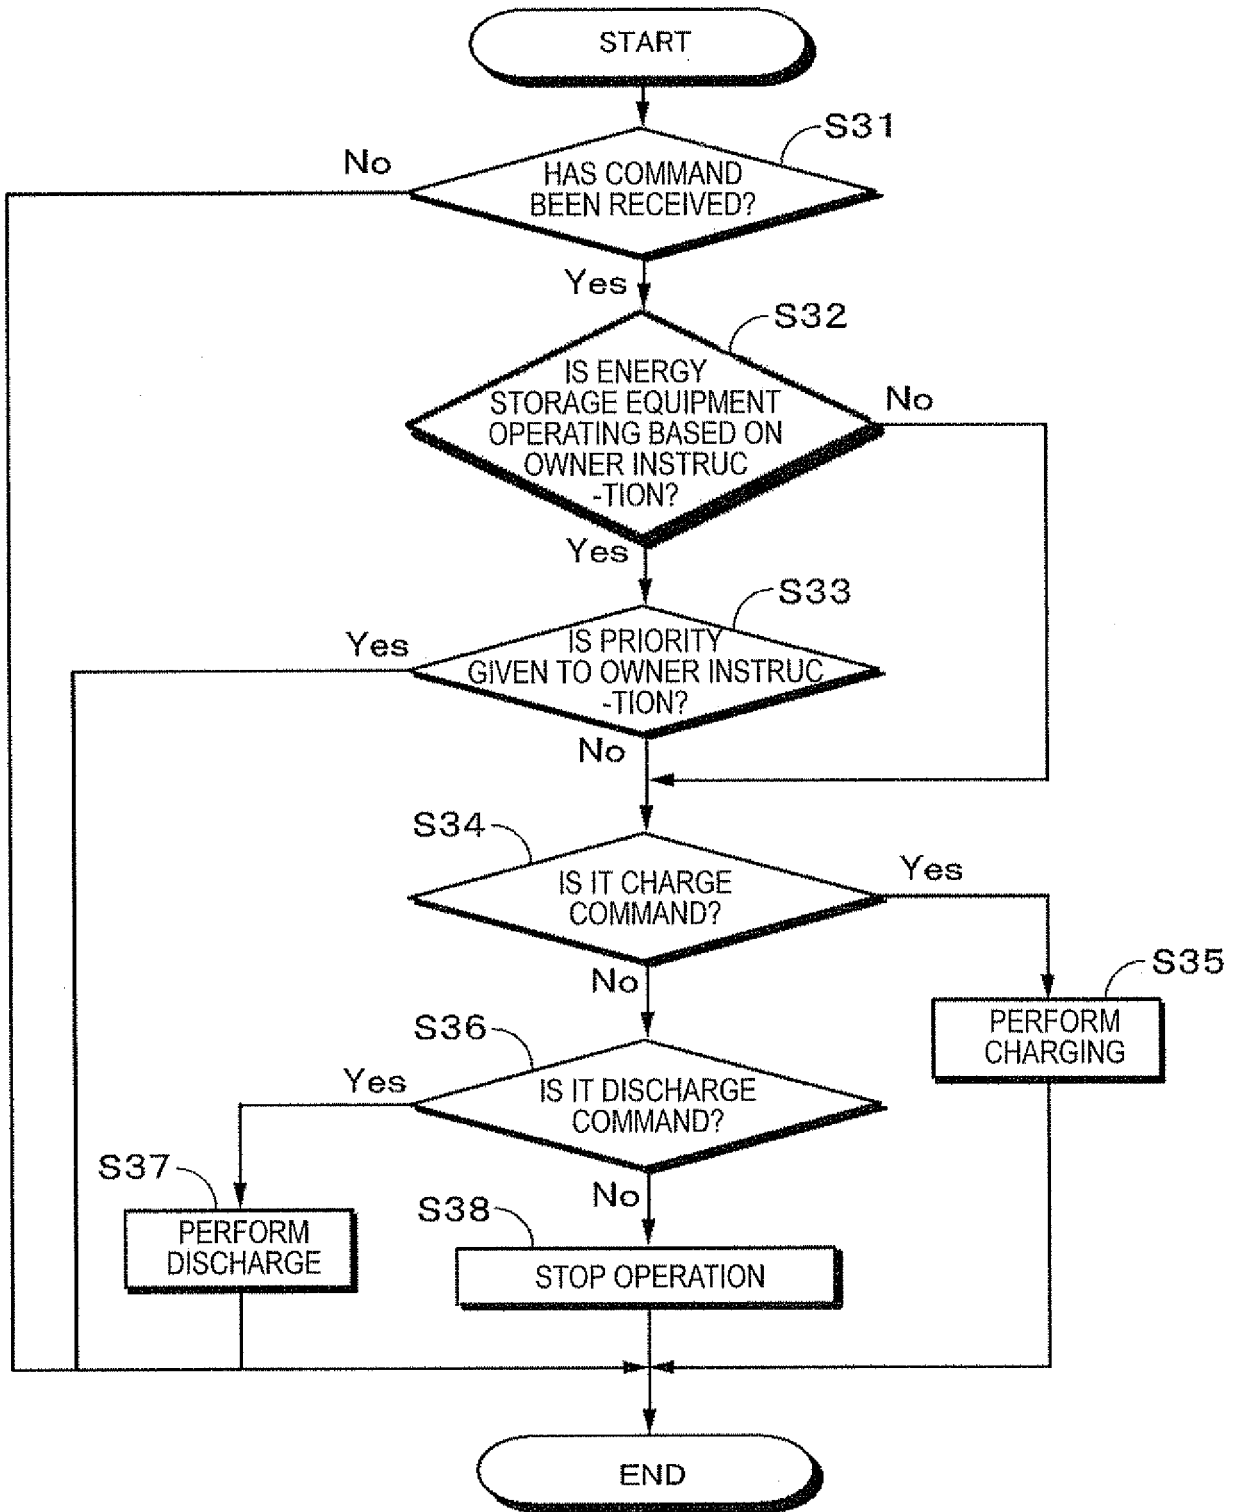 START
S31
No
HAS COMMAND
BEEN RECEIVED?
Yes
S32
IS ENERGY
STORAGE EQUIPMENT
OPERATING BASED ON
OWNER INSTRUC
-TION?
No
Yes
S33
Yes
IS PRIORITY
GIVEN TO OWNER INSTRUC
-TION?
No
S34
IS IT CHARGE
COMMAND?
Yes
No
S35
PERFORM
CHARGING
S36
Yes
IS IT DISCHARGE
COMMAND?
No
S37
PERFORM
DISCHARGE
S38
STOP OPERATION
END